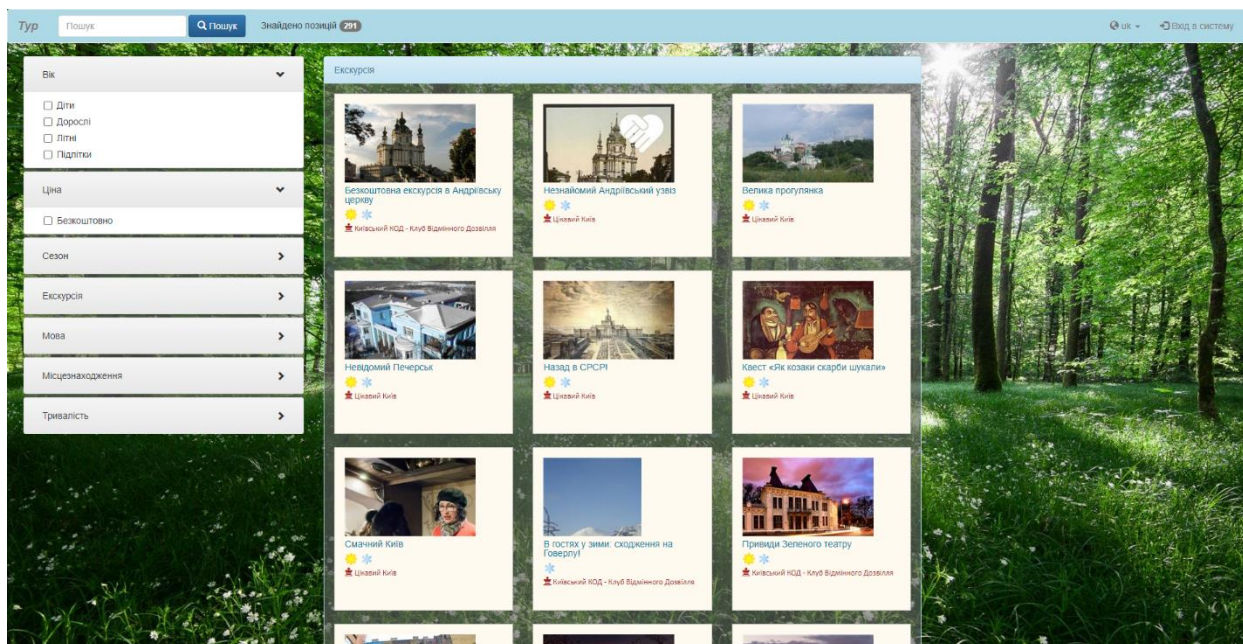 Тур
Пошук
Пошук
Знайдено позицій 291
uk
Вхід в систему
Вік
Діти
Дорослі
Літні
Підлітки
Ціна
Безкоштовно
Сезон
Екскурсія
Мова
Місцезнаходження
Тривалість
Екскурсія
Безкоштовна екскурсія в Андріївську
церкву
Київський КОД - Клуб Відмінного Дозвілля
Незнайомий Андріївський узвіз
Цікавий Київ
Велика прогулянка
Цікавий Київ
Невідомий Печерськ
Цікавий Київ
Назад в СРСР!
Цікавий Київ
Квест «Як козаки скарби шукали»
Цікавий Київ
Смачний Київ
Цікавий Київ
В гостях у зими: сходження на
Говерлу!
Київський КОД - Клуб Відмінного Дозвілля
Привиди Зеленого театру
Київський КОД - Клуб Відмінного Дозвілля